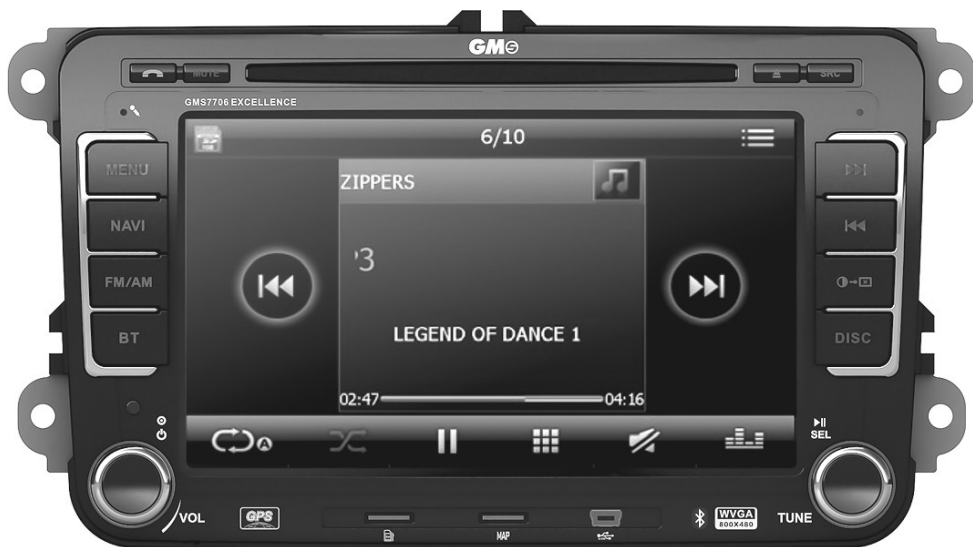 GMS
MUTE
SRC
GMS7706 EXCELLENCE
6/10
MENU
NAVI
FM/AM
BT
ZIPPERS
3
LEGEND OF DANCE 1
02:47
04:16
A
DISC
SEL
VOL
GPS
MAP
WVGA
800X480
TUNE